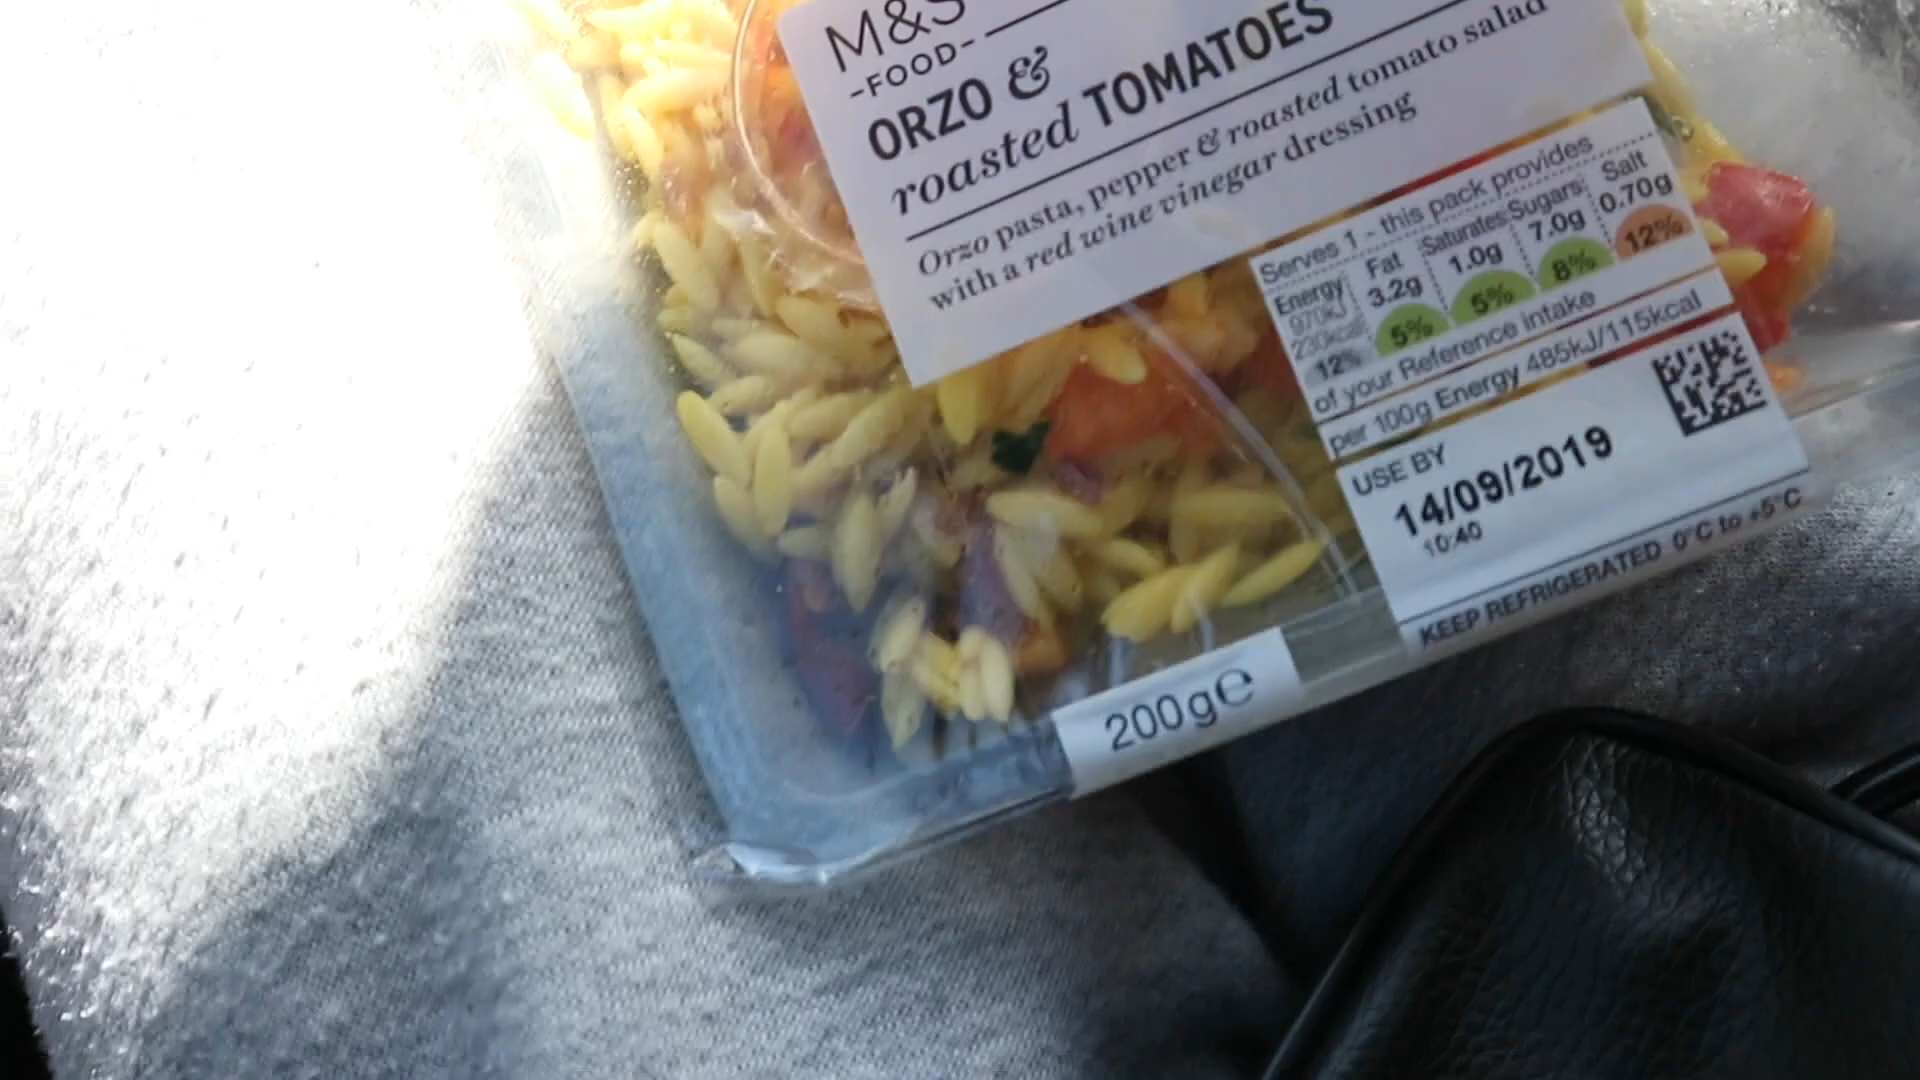 M&S
-FOOD-
ORZO &
roasted TOMATOES
Orzo pasta, pepper & roasted tomato salad
with a red wine vinegar dressing
Serves 1 - this pack provides
Energy Fat Saturates Sugars Salt
970kJ 3.2g 1.0g 7.0g 0.70g
230kcal
12% 5% 5% 8% 12%
of your Reference intake
per 100g Energy 485kJ/115kcal
USE BY
14/09/2019
10:40
KEEP REFRIGERATED 0°C to +5°C
200g℮